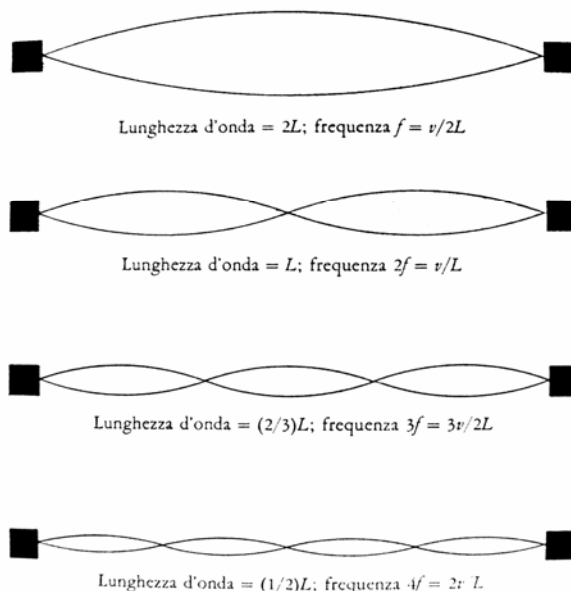 Lunghezza d'onda = 2L; frequenza f = v/2L
Lunghezza d'onda = L; frequenza 2f = v/L
Lunghezza d'onda = (2/3)L; frequenza 3f = 3v/2L
Lunghezza d'onda = (1/2)L; frequenza 4f = 2v/L